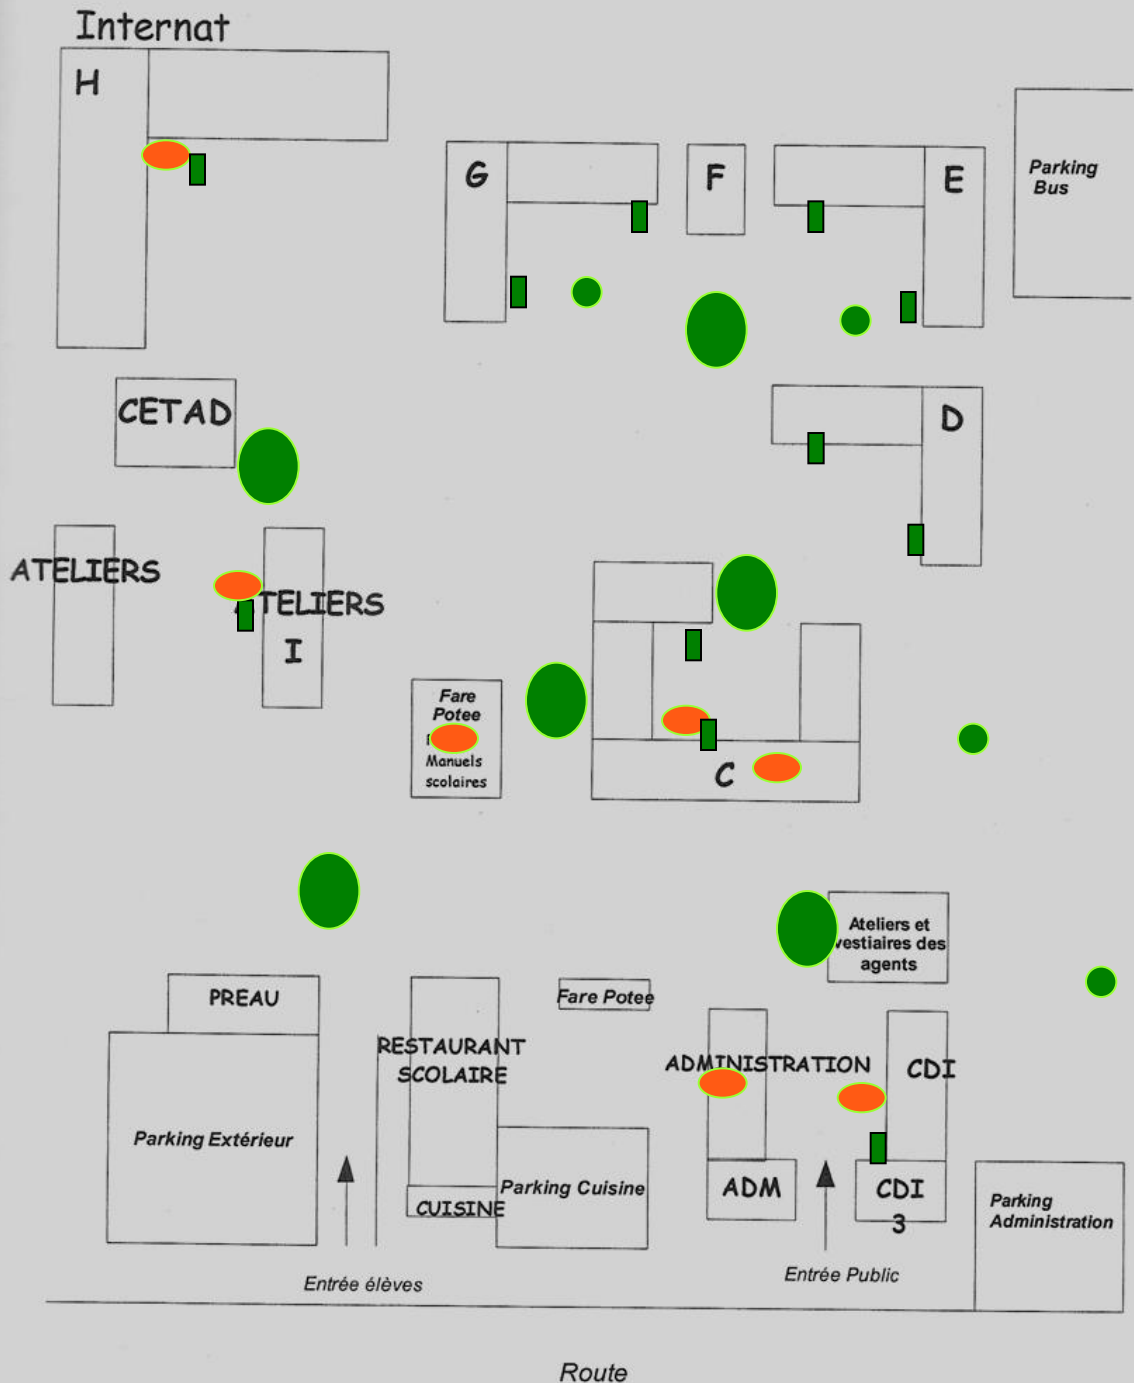 Internat
H
G
F
E
Parking
Bus
CETAD
D
ATELIERS
ATELIERS
I
Fare
Potee
Manuels
scolaires
C
Ateliers et
vestiaires des
agents
PREAU
Fare Potee
RESTAURANT
SCOLAIRE
ADMINISTRATION
CDI
Parking Extérieur
Parking Cuisine
CUISINE
ADM
CDI
3
Parking
Administration
Entrée élèves
Entrée Public
Route